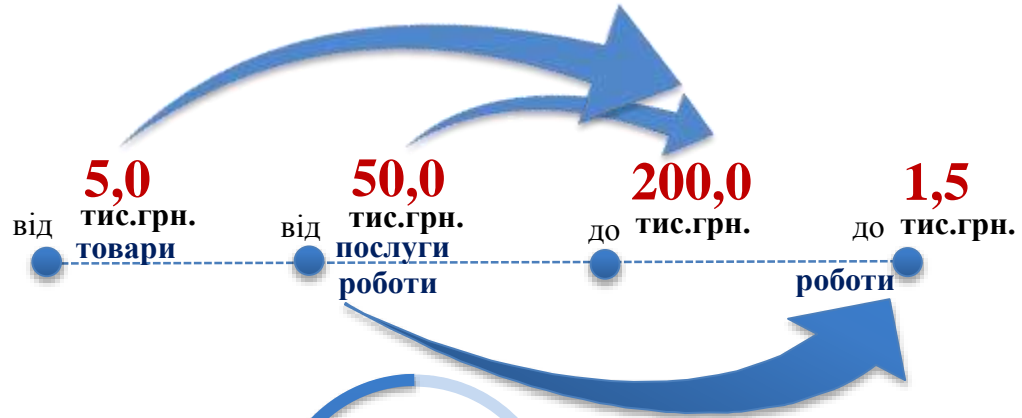 5,0
від тис.грн.
товари
50,0
від тис.грн.
послуги
роботи
200,0
до тис.грн.
1,5
до тис.грн.
роботи